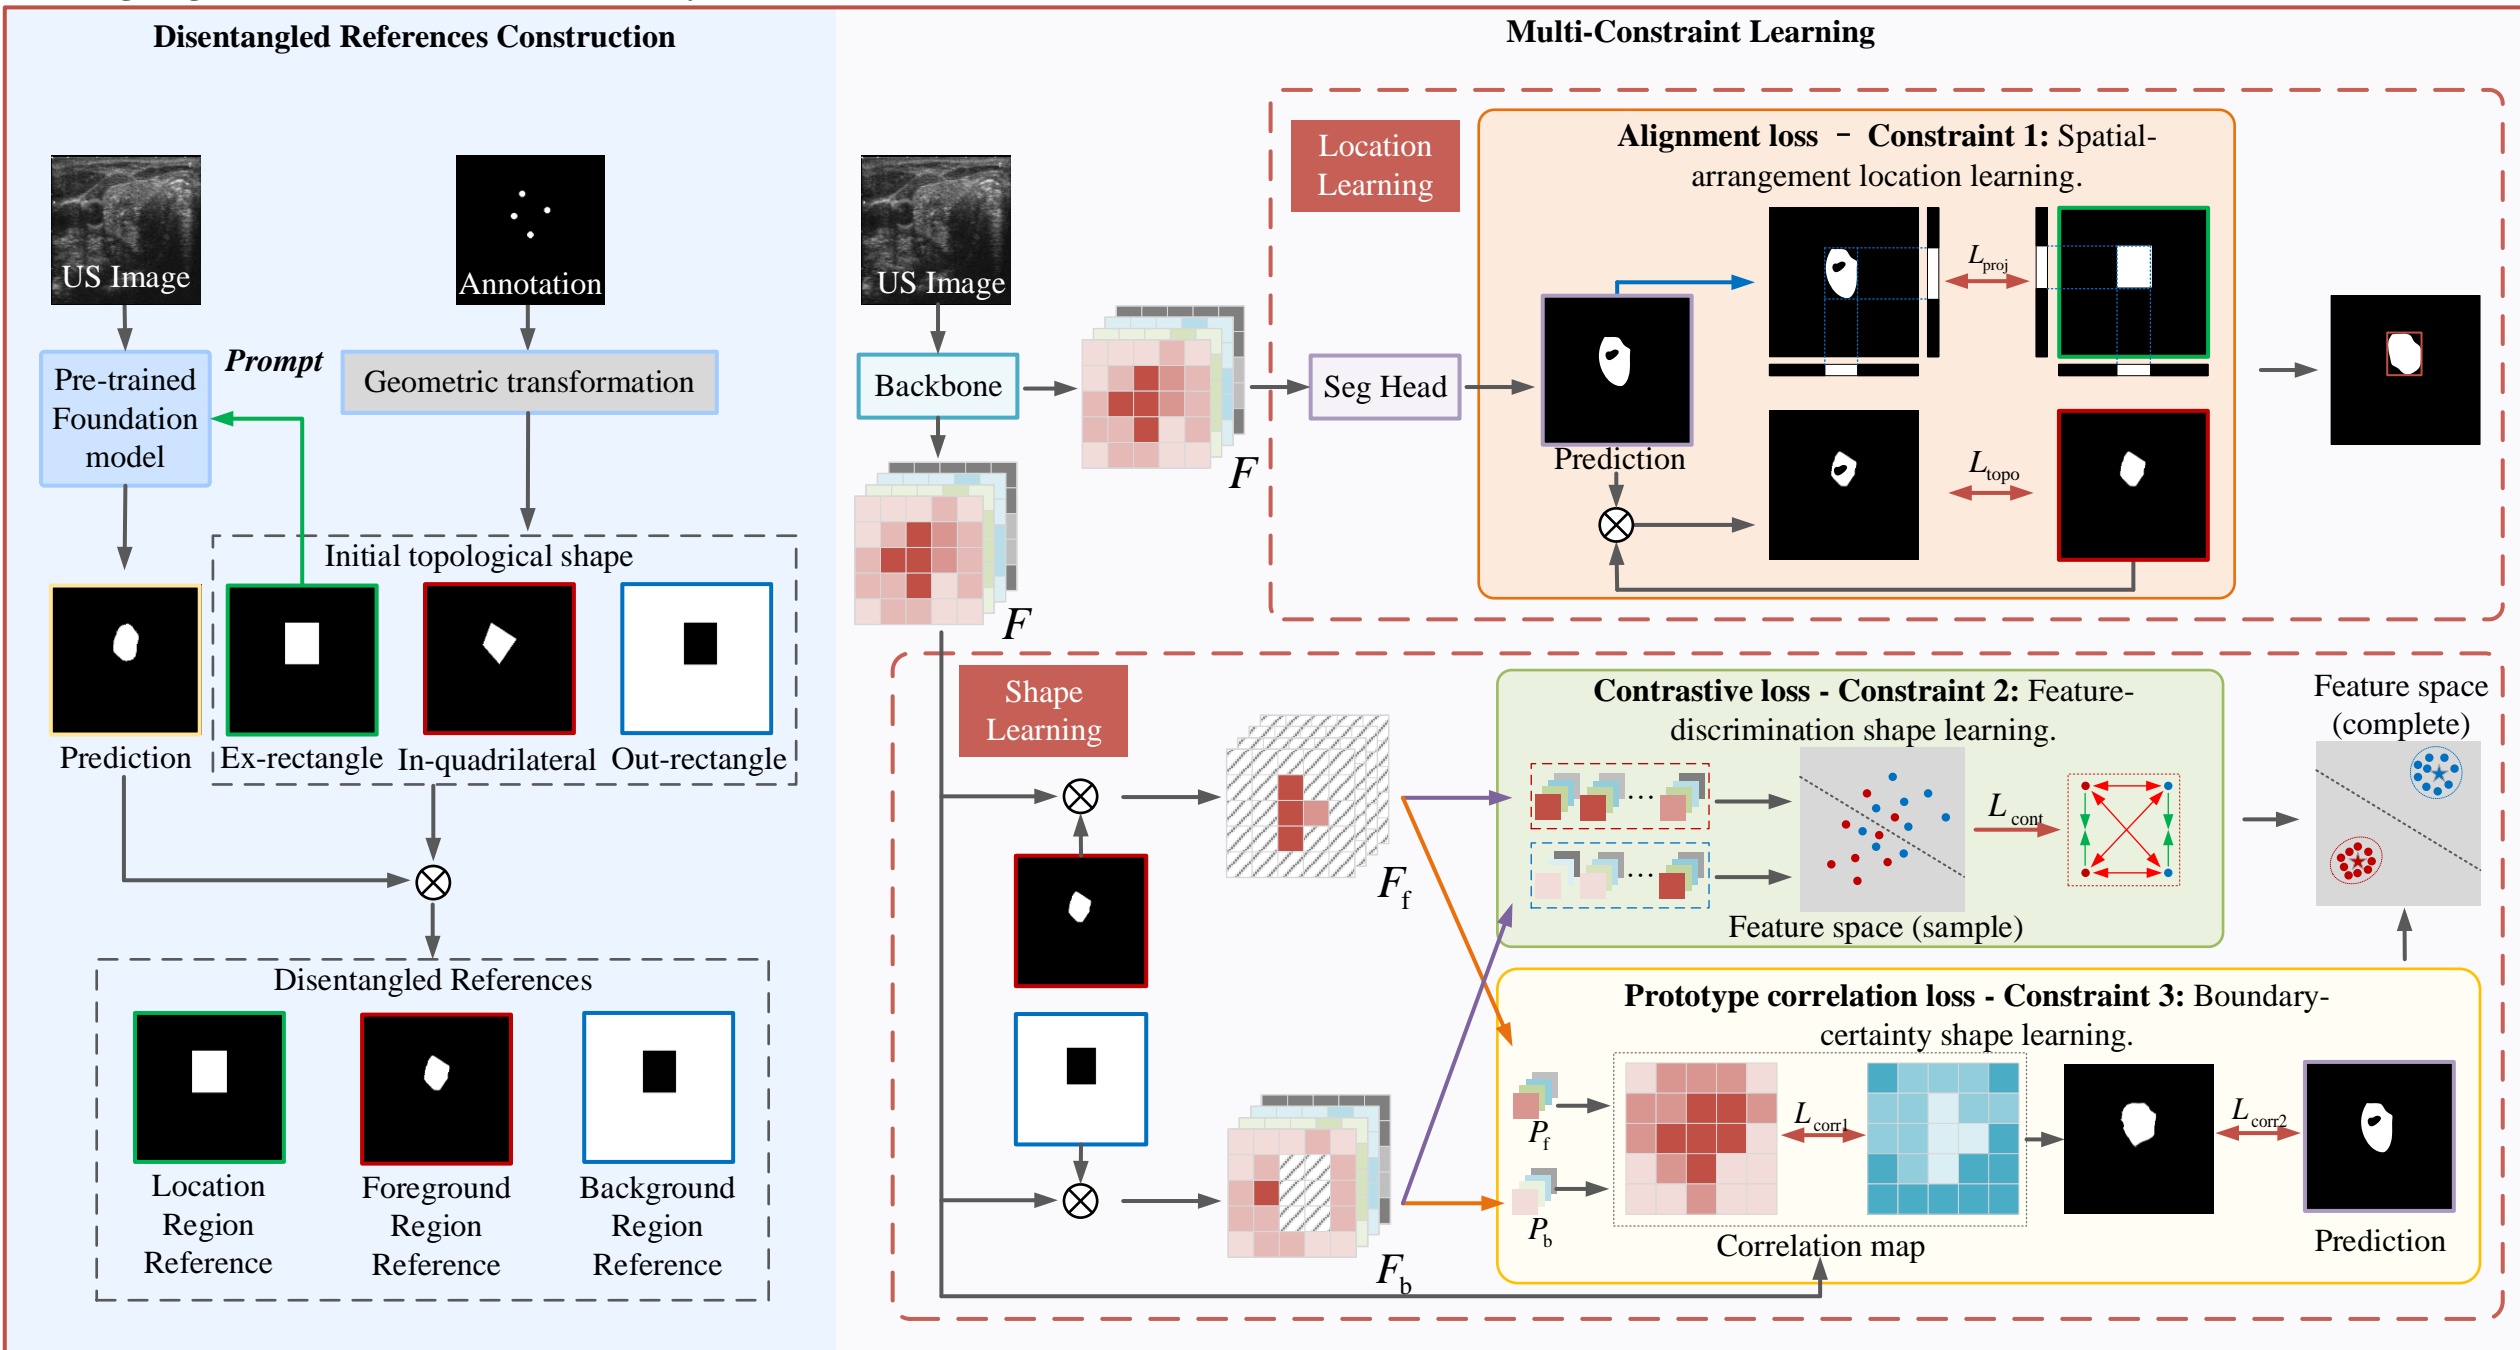 Disentangled References Construction
US Image
Annotation
Prompt
Pre-trained
Foundation
model
Geometric transformation
Initial topological shape
Prediction
Ex-rectangle
In-quadrilateral
Out-rectangle
Disentangled References
Location
Region
Reference
Foreground
Region
Reference
Background
Region
Reference
Multi-Constraint Learning
US Image
Backbone
F
F
Location
Learning
Seg Head
Alignment loss - Constraint 1: Spatial-
arrangement location learning.
Prediction
L_proj
L_topo
Shape
Learning
F_f
F_b
Contrastive loss - Constraint 2: Feature-
discrimination shape learning.
...
...
L_cont
Feature space (sample)
Feature space
(complete)
Prototype correlation loss - Constraint 3: Boundary-
certainty shape learning.
P_f
P_b
L_corr1
Correlation map
L_corr2
Prediction